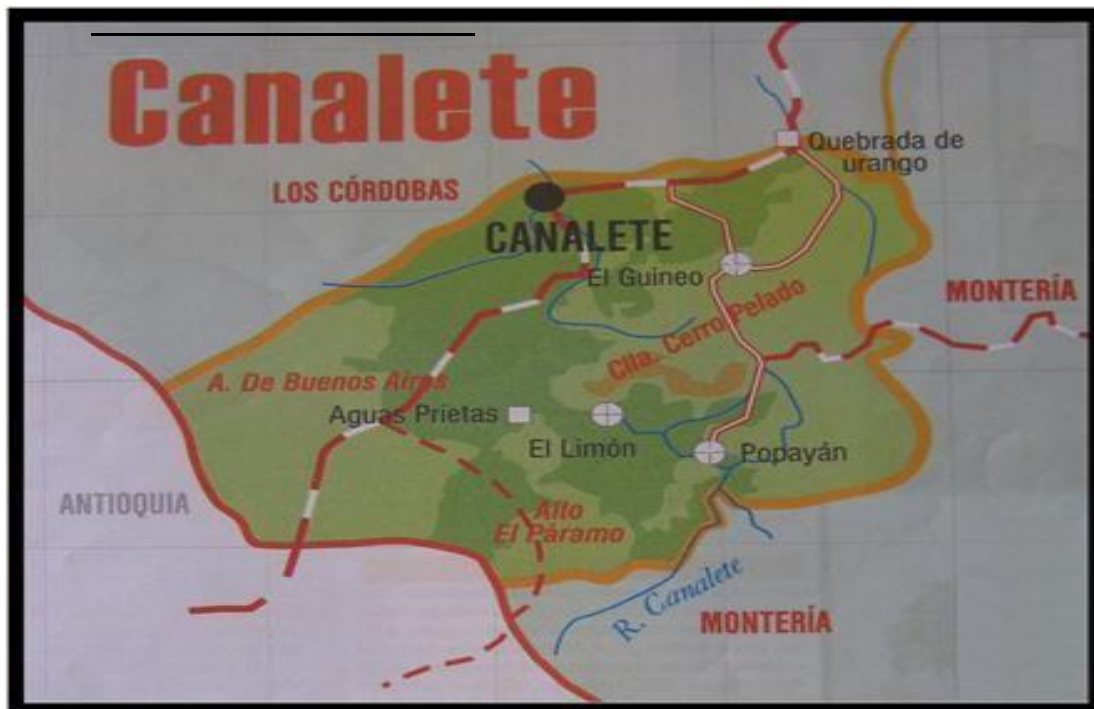 Canalete
Quebrada de
urango
LOS CÓRDOBAS
CANALETE
El Guineo
MONTERÍA
Clla. Cerro Pelado
A. De Buenos Aires
Aguas Prietas
El Limón
Popayán
ANTIOQUIA
Alto
El Páramo
R. Canalete
MONTERÍA